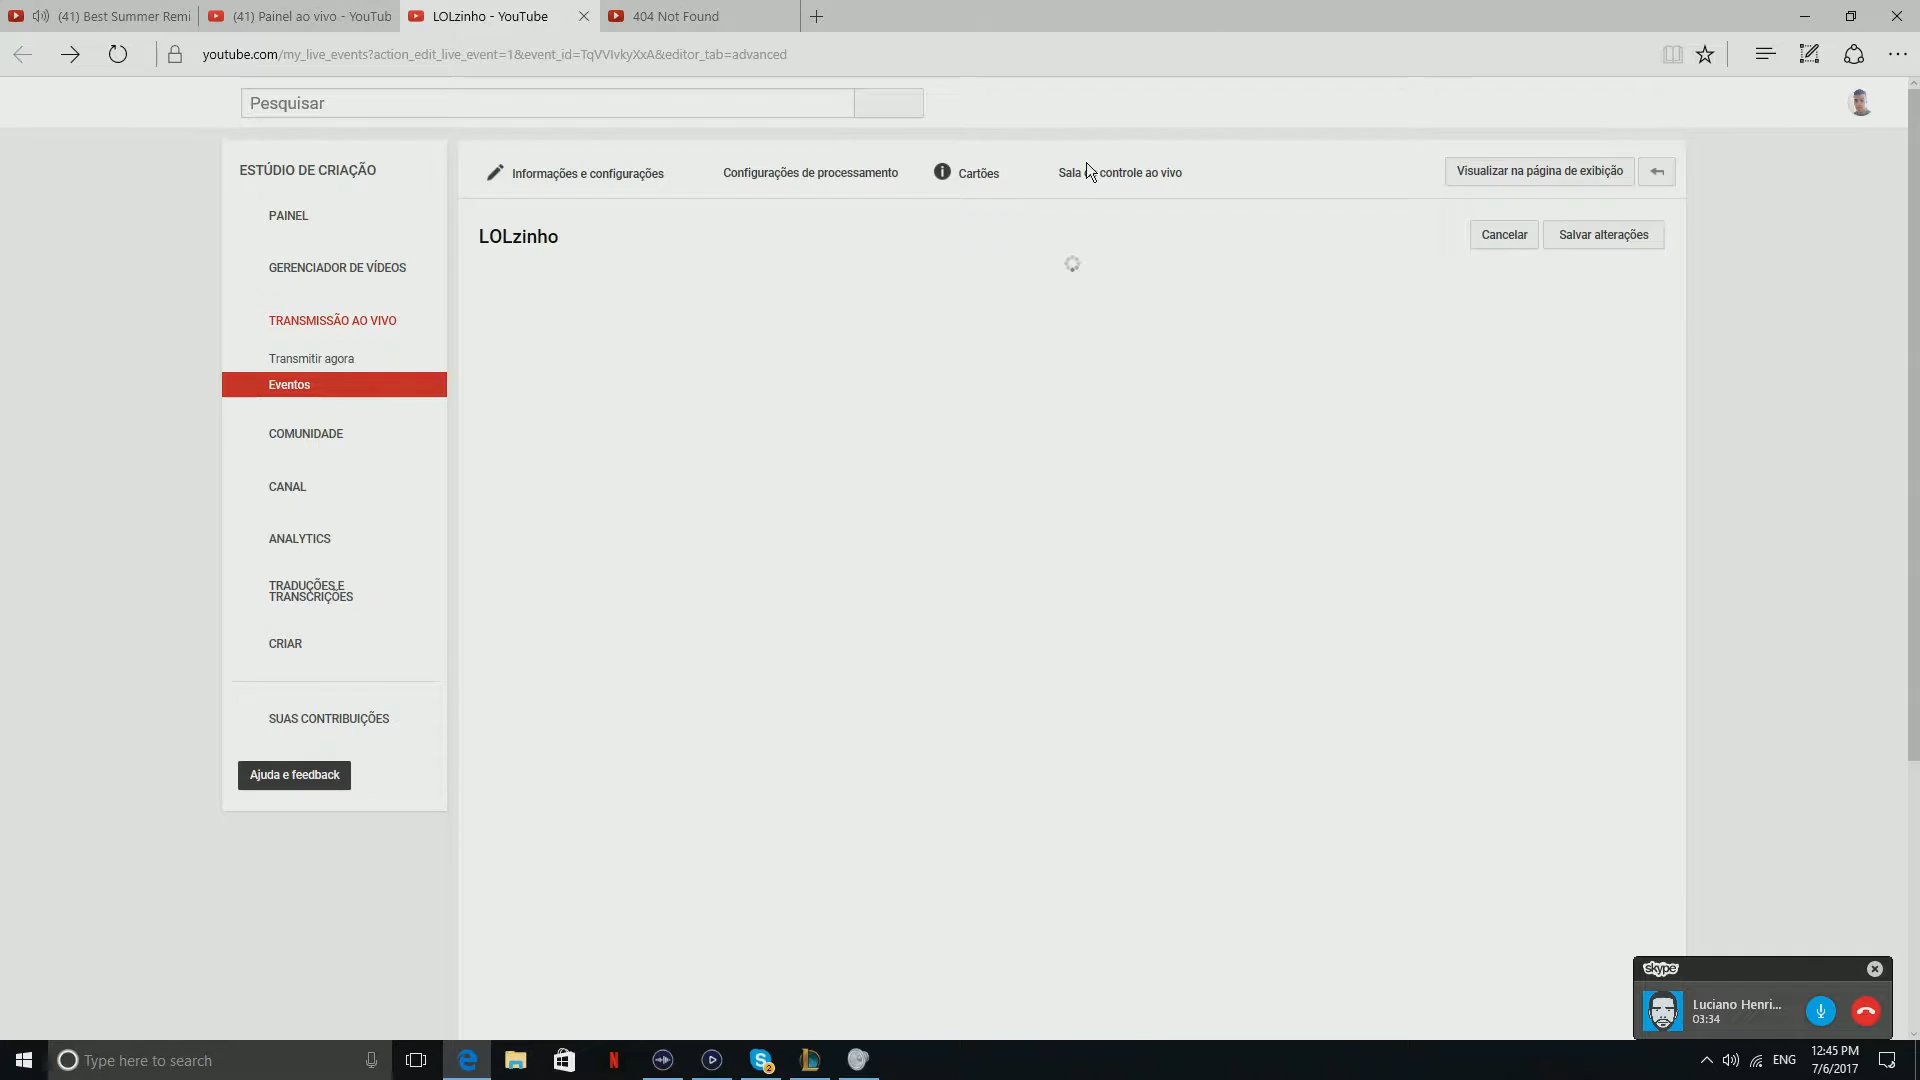 (41) Best Summer Remi
(41) Painel ao vivo - YouTub
LOLzinho - YouTube
404 Not Found
youtube.com/my_live_events?action_edit_live_event=1&event_id=TqVVIvkyXxA&editor_tab=advanced
Pesquisar
ESTÚDIO DE CRIAÇÃO
PAINEL
GERENCIADOR DE VÍDEOS
TRANSMISSÃO AO VIVO
Transmitir agora
Eventos
COMUNIDADE
CANAL
ANALYTICS
TRADUÇÕES E
TRANSCRIÇÕES
CRIAR
SUAS CONTRIBUIÇÕES
Ajuda e feedback
Informações e configurações
Configurações de processamento
Cartões
Sala de controle ao vivo
Visualizar na página de exibição
LOLzinho
Cancelar
Salvar alterações
skype
Luciano Henri...
03:34
Type here to search
N
S
2
ENG
12:45 PM
7/6/2017